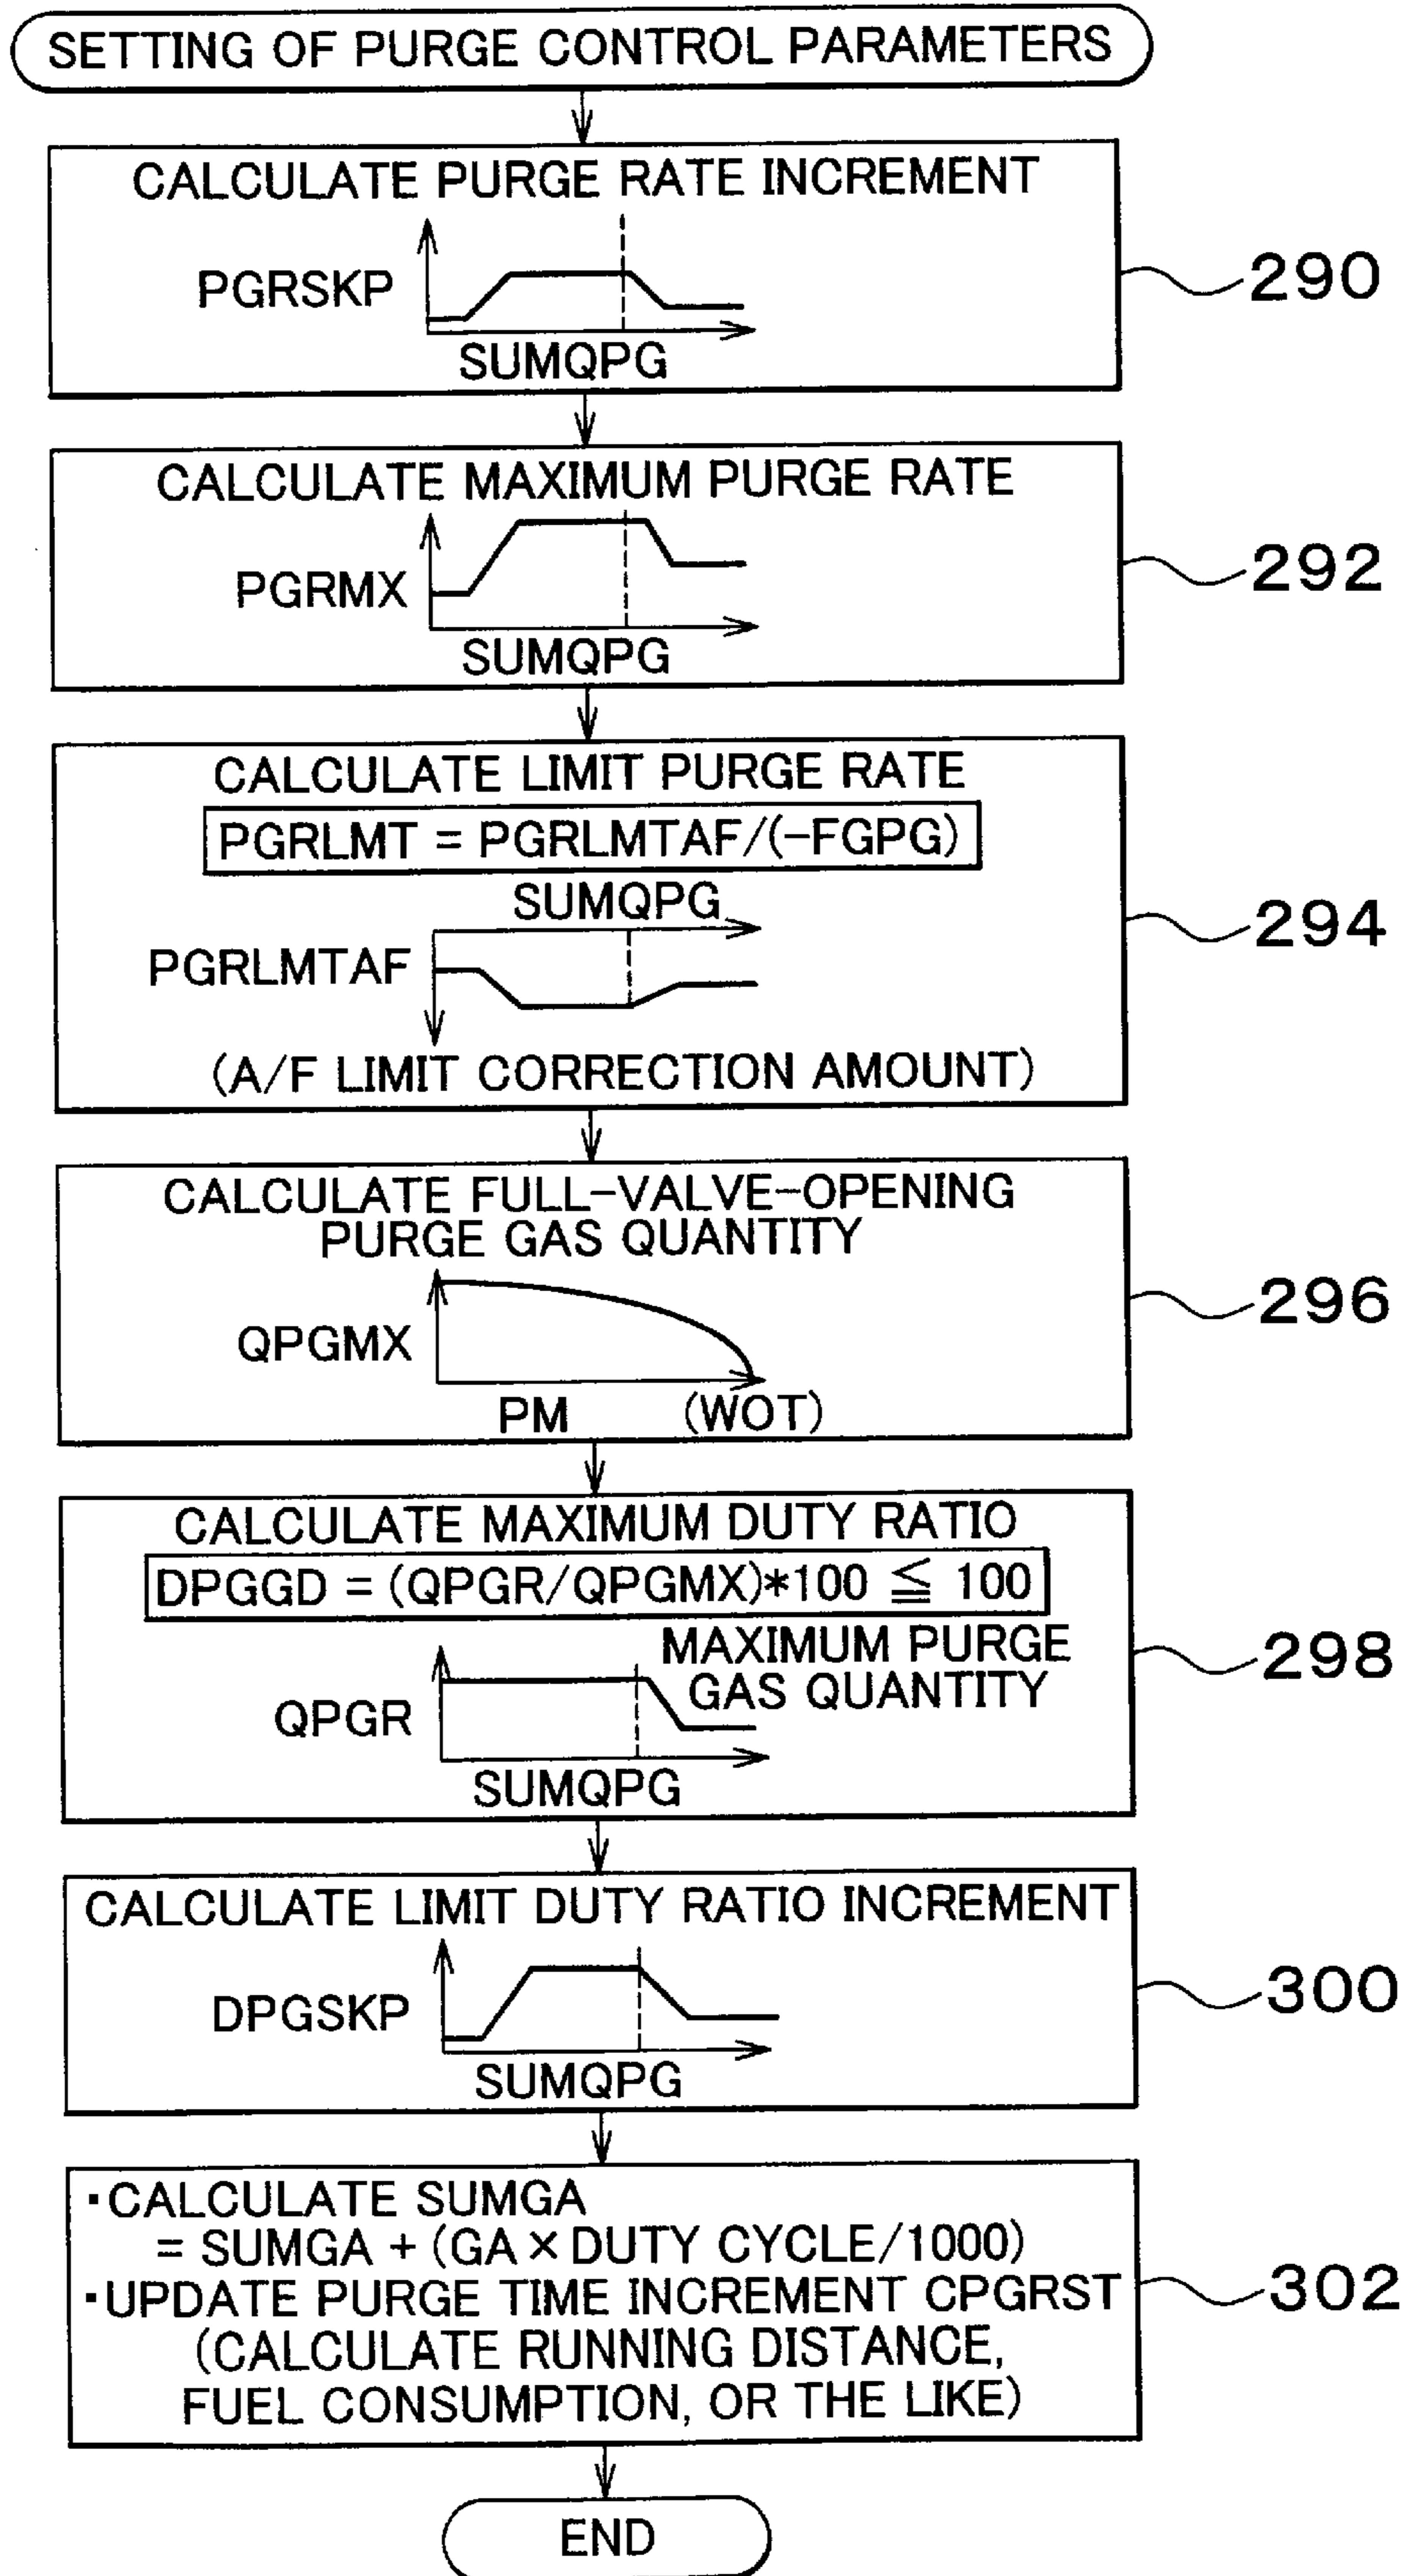 SETTING OF PURGE CONTROL PARAMETERS
CALCULATE PURGE RATE INCREMENT
PGRSKP
SUMQPG
290
CALCULATE MAXIMUM PURGE RATE
PGRMX
SUMQPG
292
CALCULATE LIMIT PURGE RATE
PGRLMT = PGRLMTAF/(-FGPG)
SUMQPG
PGRLMTAF
(A/F LIMIT CORRECTION AMOUNT)
294
CALCULATE FULL-VALVE-OPENING
PURGE GAS QUANTITY
QPGMX
PM (WOT)
296
CALCULATE MAXIMUM DUTY RATIO
DPGGD = (QPGR/QPGMX)*100 ≦ 100
MAXIMUM PURGE
GAS QUANTITY
QPGR
SUMQPG
298
CALCULATE LIMIT DUTY RATIO INCREMENT
DPGSKP
SUMQPG
300
･CALCULATE SUMGA
= SUMGA + (GA × DUTY CYCLE/1000)
･UPDATE PURGE TIME INCREMENT CPGRST
(CALCULATE RUNNING DISTANCE,
FUEL CONSUMPTION, OR THE LIKE)
302
END